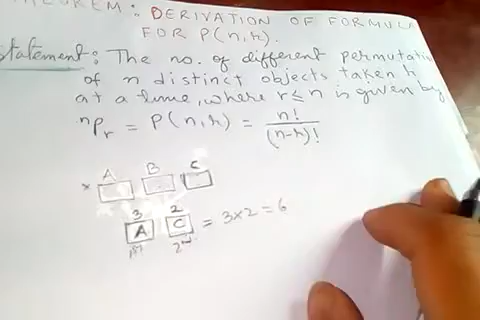 THEOREM: DERIVATION OF FORMULA
FOR P(n,r).
Statement: The no. of different permutati
of n distinct objects taken r
at a time, where r≤n is given by
nPr = P(n,r) = n!/(n-r)!
A B C
3 2
A C = 3×2=6
1st 2nd